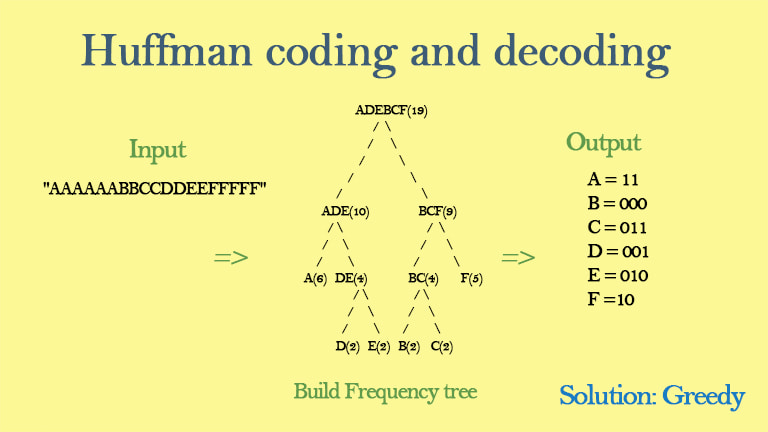 Huffman coding and decoding
Input
"AAAAAABBCCDDEEFFFFF"
=>
ADEBCF(19)
/ \
/ \
/ \
/ \
/ \
ADE(10) BCF(9)
/ \ / \
/ \ / \
/ \ / \
A(6) DE(4) BC(4) F(5)
/ \ / \
/ \ / \
/ \ / \
D(2) E(2) B(2) C(2)
Build Frequency tree
=>
Output
A = 11
B = 000
C = 011
D = 001
E = 010
F =10
Solution: Greedy